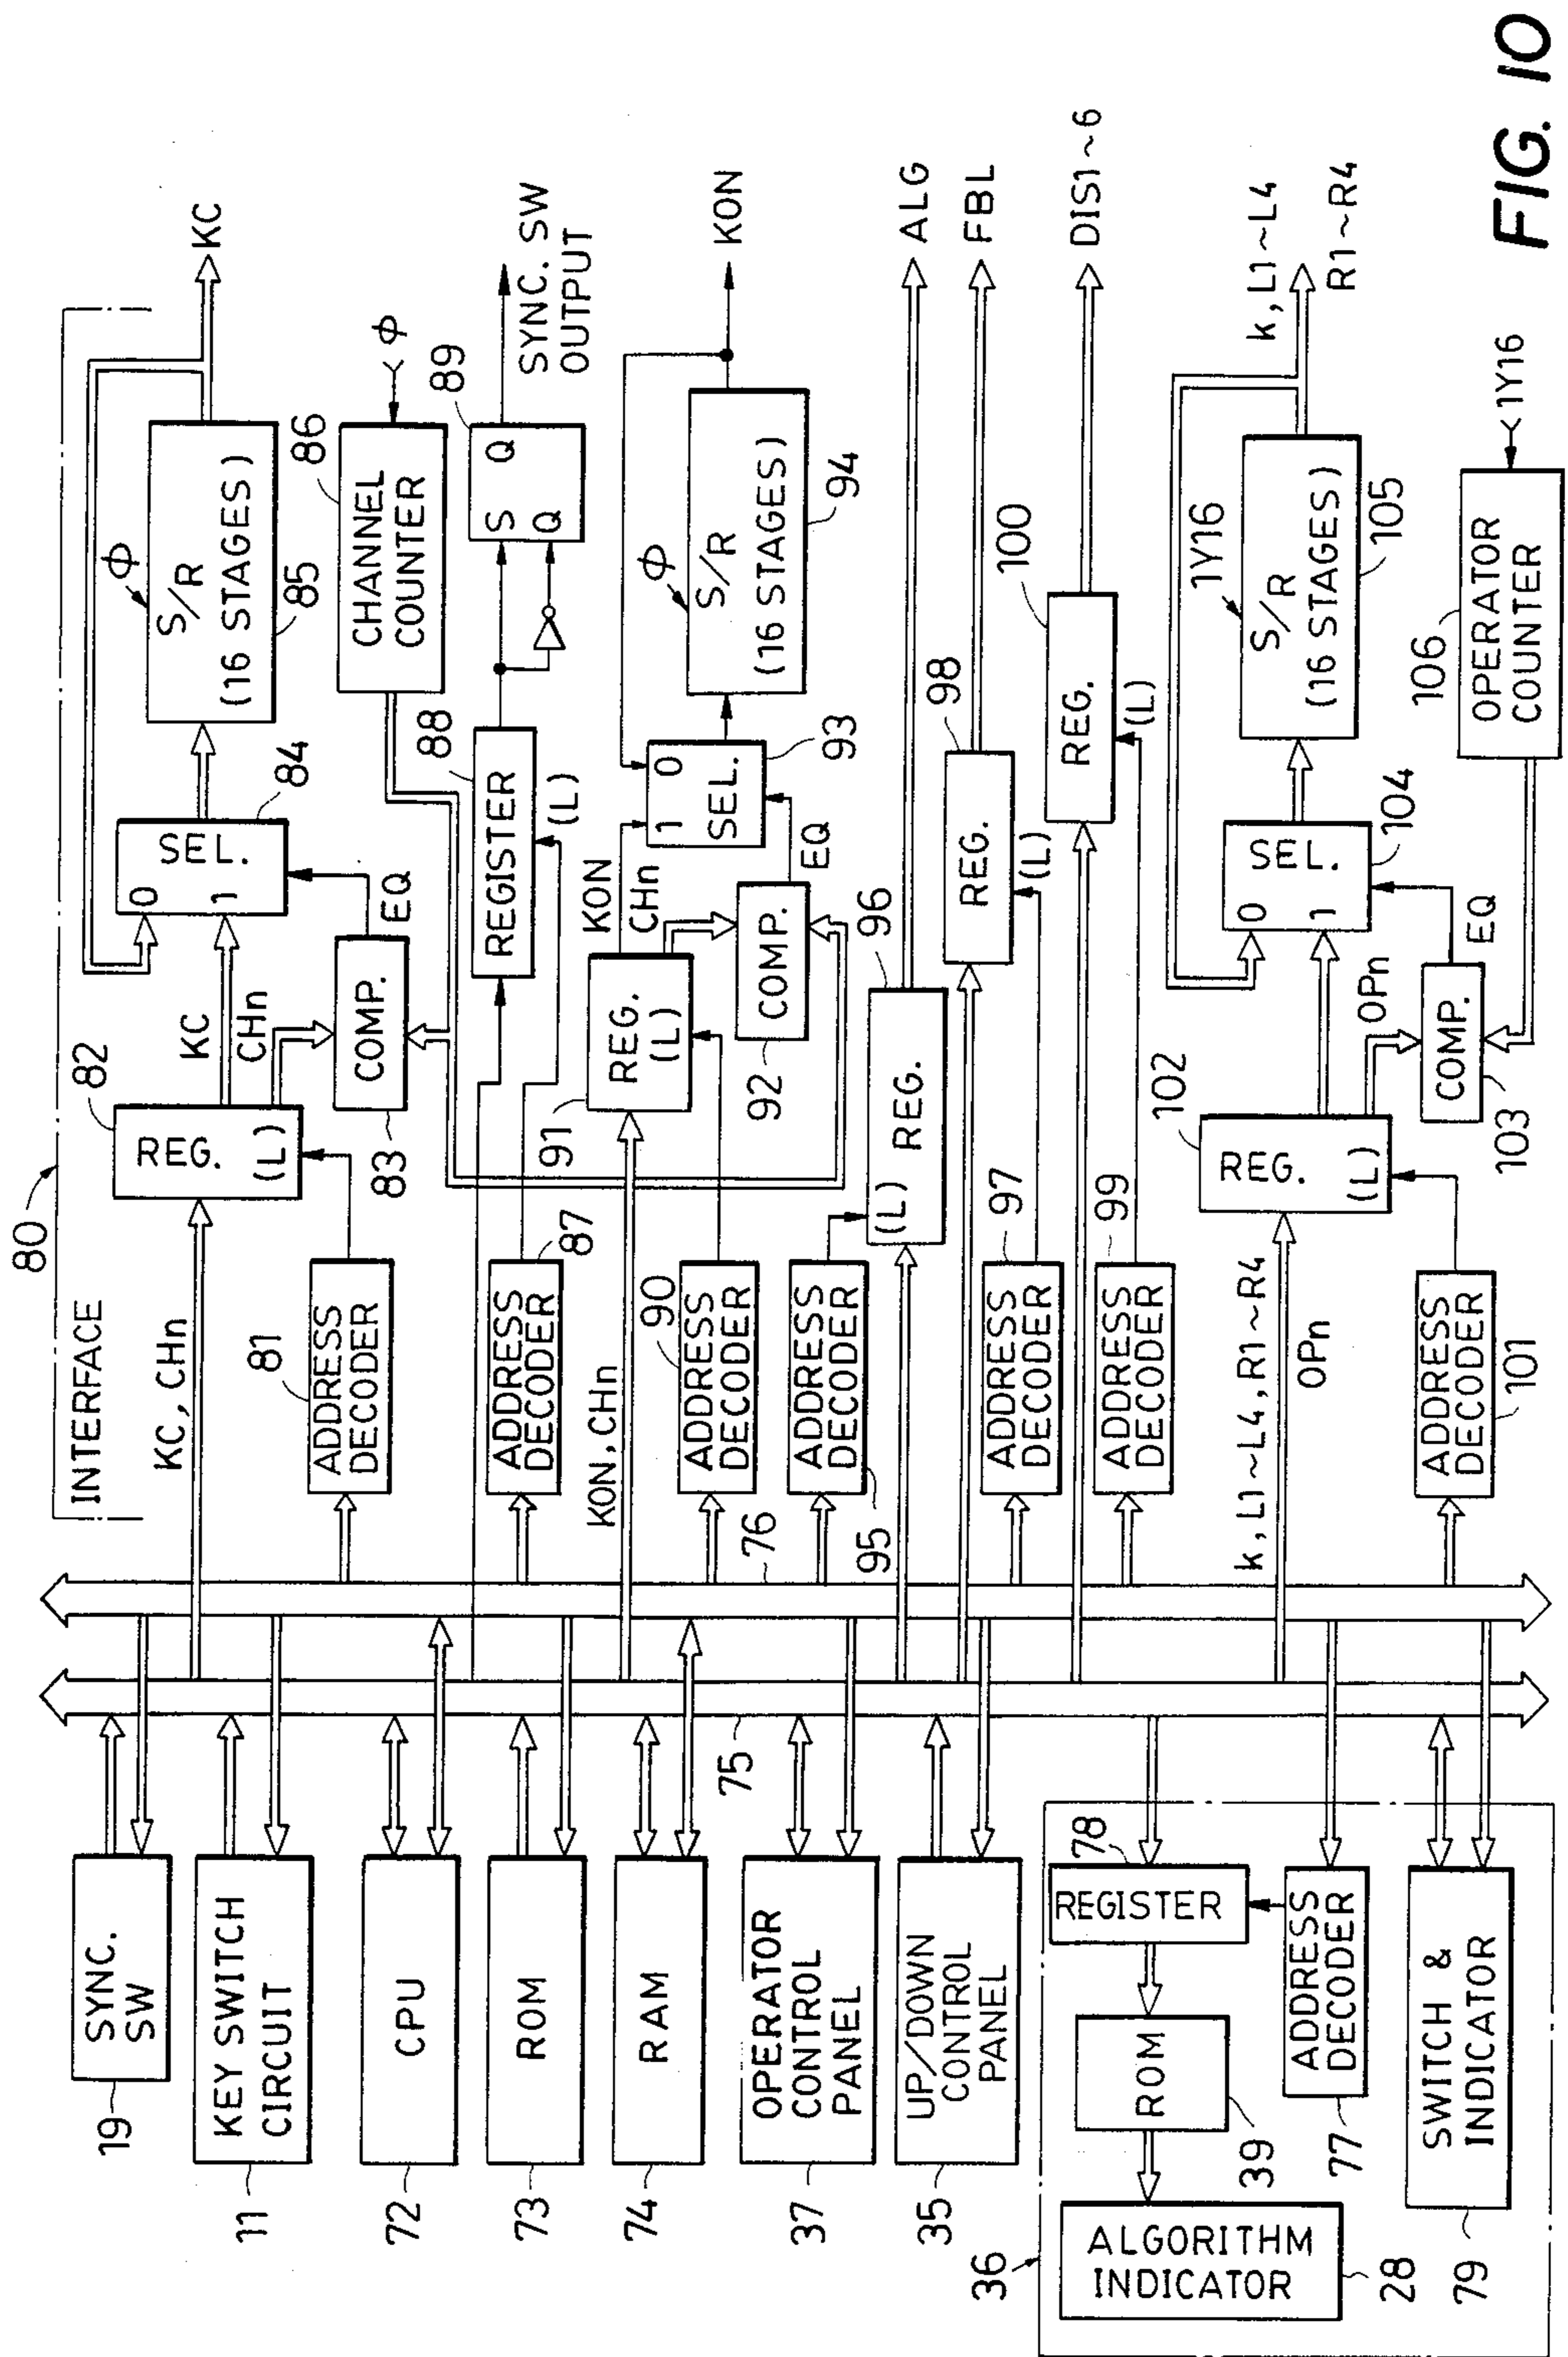 80
INTERFACE
KC, CHn
81
ADDRESS
DECODER
82
REG.
(L)
KC
CHn
83
COMP.
EQ
0
1
SEL.
84
ϕ
S/R
(16 STAGES)
85
KC
86
CHANNEL
COUNTER
ϕ
87
ADDRESS
DECODER
88
REGISTER
(L)
89
S
Q
Q
SYNC. SW
OUTPUT
KON, CHn
90
ADDRESS
DECODER
91
REG.
(L)
KON
CHn
92
COMP.
EQ
1
0
SEL.
93
ϕ
S/R
(16 STAGES)
94
KON
95
ADDRESS
DECODER
96
(L)
REG.
ALG
97
ADDRESS
DECODER
98
REG.
(L)
FBL
99
ADDRESS
DECODER
100
REG.
(L)
DIS1~6
k, L1~L4, R1~R4
OPn
101
ADDRESS
DECODER
102
REG.
(L)
OPn
103
COMP.
EQ
0
1
SEL.
104
1Y16
S/R
(16 STAGES)
105
k, L1~L4
R1~R4
106
OPERATOR
COUNTER
1Y16
76
75
SYNC.
SW
19
KEY SWITCH
CIRCUIT
11
CPU
72
ROM
73
RAM
74
OPERATOR
CONTROL
PANEL
37
UP/DOWN
CONTROL
PANEL
35
36
78
REGISTER
ROM
39
ALGORITHM
INDICATOR
28
ADDRESS
DECODER
77
SWITCH &
INDICATOR
79
FIG. 10